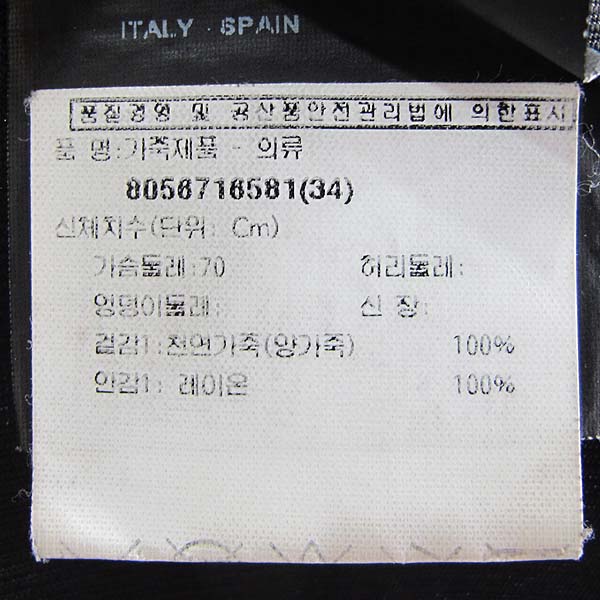 ITALY SPAIN
품질경영 및 공산품안전관리법에 의한표시
품 명:가죽제품 - 의류
8056716581(34)
신체치수(단위: Cm)
가슴둘레:70 허리둘레:
엉덩이둘레: 신 장:
겉감1:천연가죽(양가죽) 100%
안감1: 레이온 100%